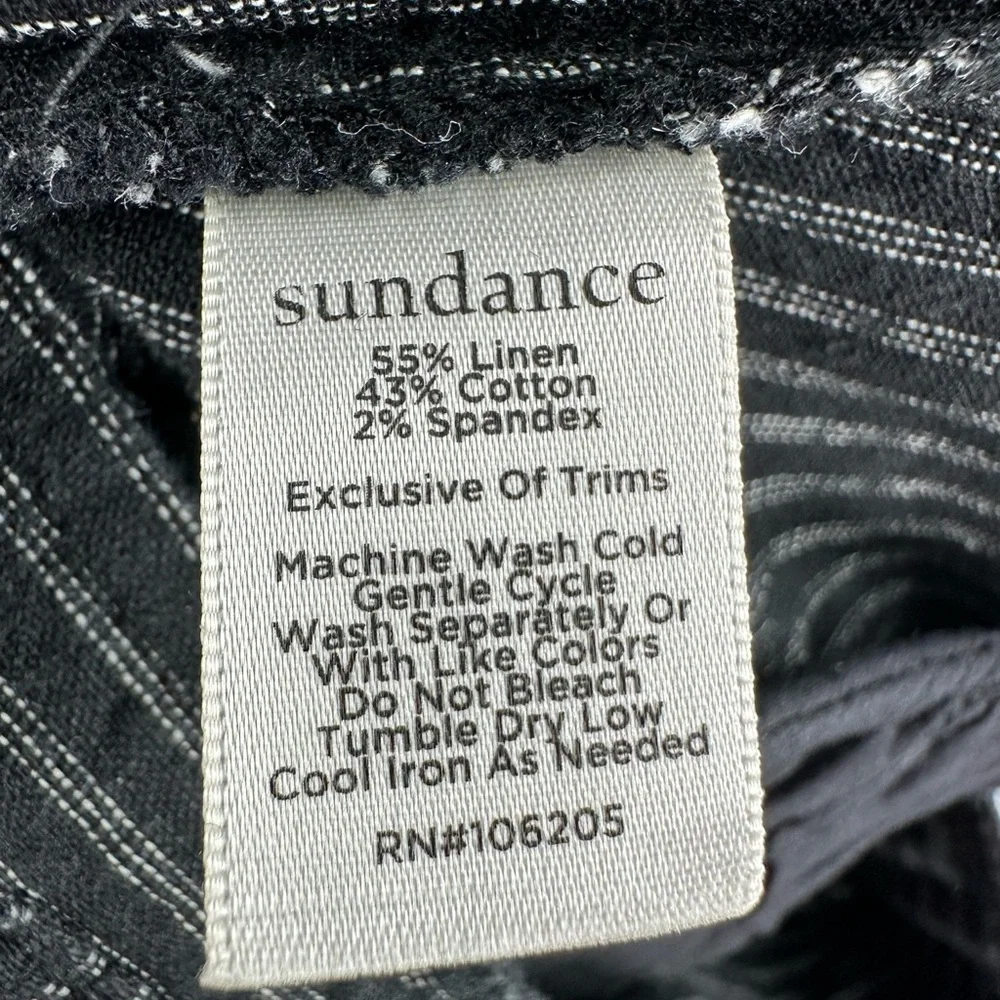 sundance
55% Linen
43% Cotton
2% Spandex
Exclusive Of Trims
Machine Wash Cold
Gentle Cycle
Wash Separately Or
With Like Colors
Do Not Bleach
Tumble Dry Low
Cool Iron As Needed
RN#106205